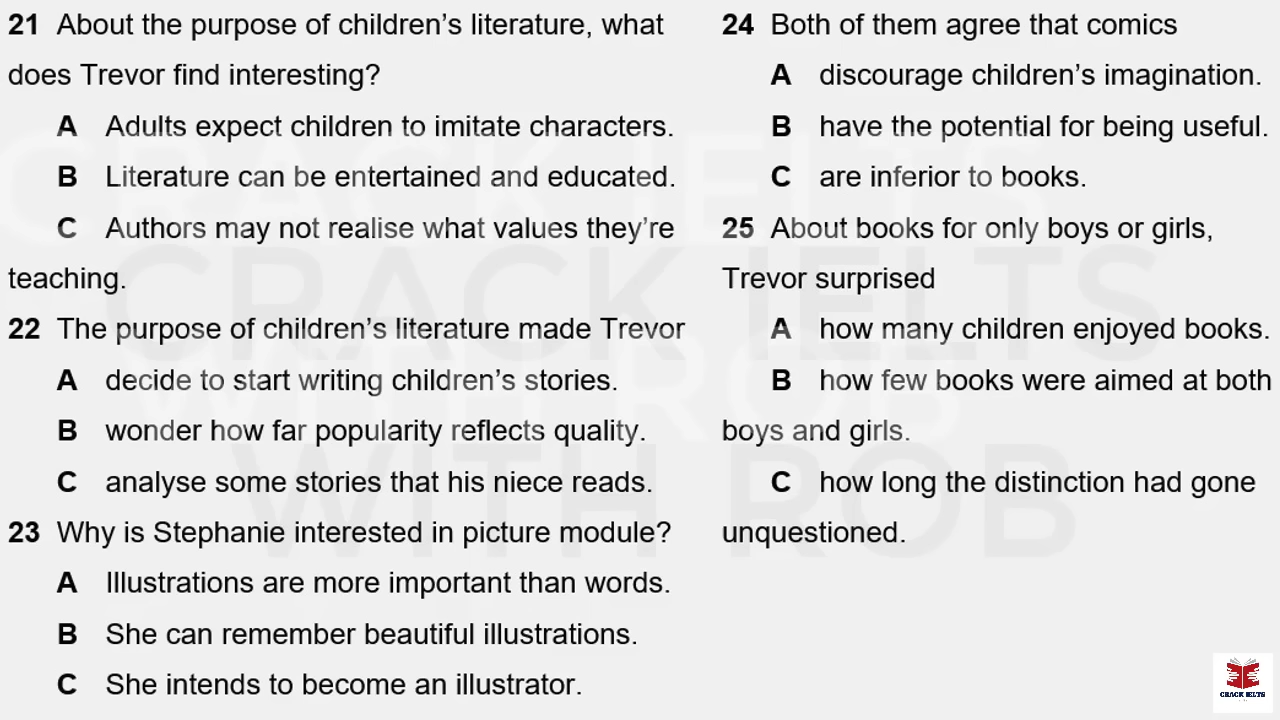 21 About the purpose of children's literature, what
does Trevor find interesting?
A Adults expect children to imitate characters.
B Literature can be entertained and educated.
C Authors may not realise what values they're
teaching.
22 The purpose of children's literature made Trevor
A decide to start writing children's stories.
B wonder how far popularity reflects quality.
C analyse some stories that his niece reads.
23 Why is Stephanie interested in picture module?
A Illustrations are more important than words.
B She can remember beautiful illustrations.
C She intends to become an illustrator.
24 Both of them agree that comics
A discourage children's imagination.
B have the potential for being useful.
C are inferior to books.
25 About books for only boys or girls,
Trevor surprised
A how many children enjoyed books.
B how few books were aimed at both
boys and girls.
C how long the distinction had gone
unquestioned.
CRACK IELTS
WITH ROB
CRACK IELTS
WITH ROB
CRACK IELTS